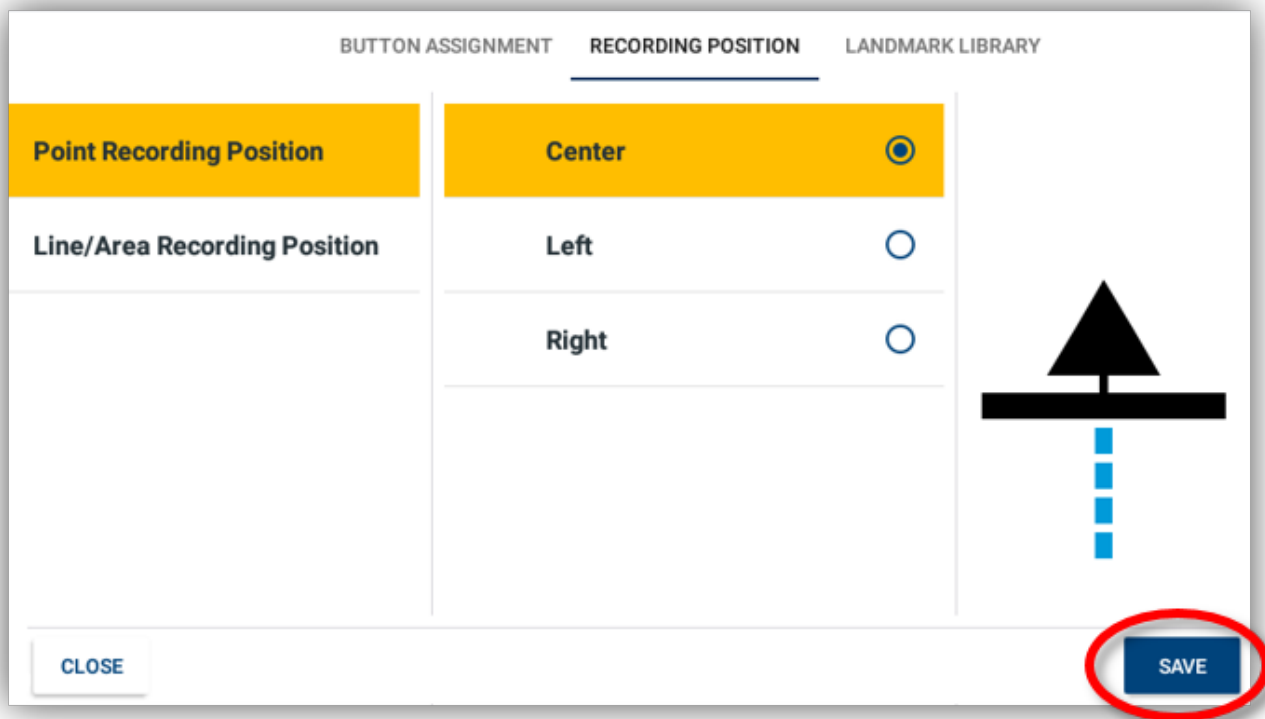 BUTTON ASSIGNMENT RECORDING POSITION LANDMARK LIBRARY
Point Recording Position
Line/Area Recording Position
Center
Left
Right
CLOSE
SAVE